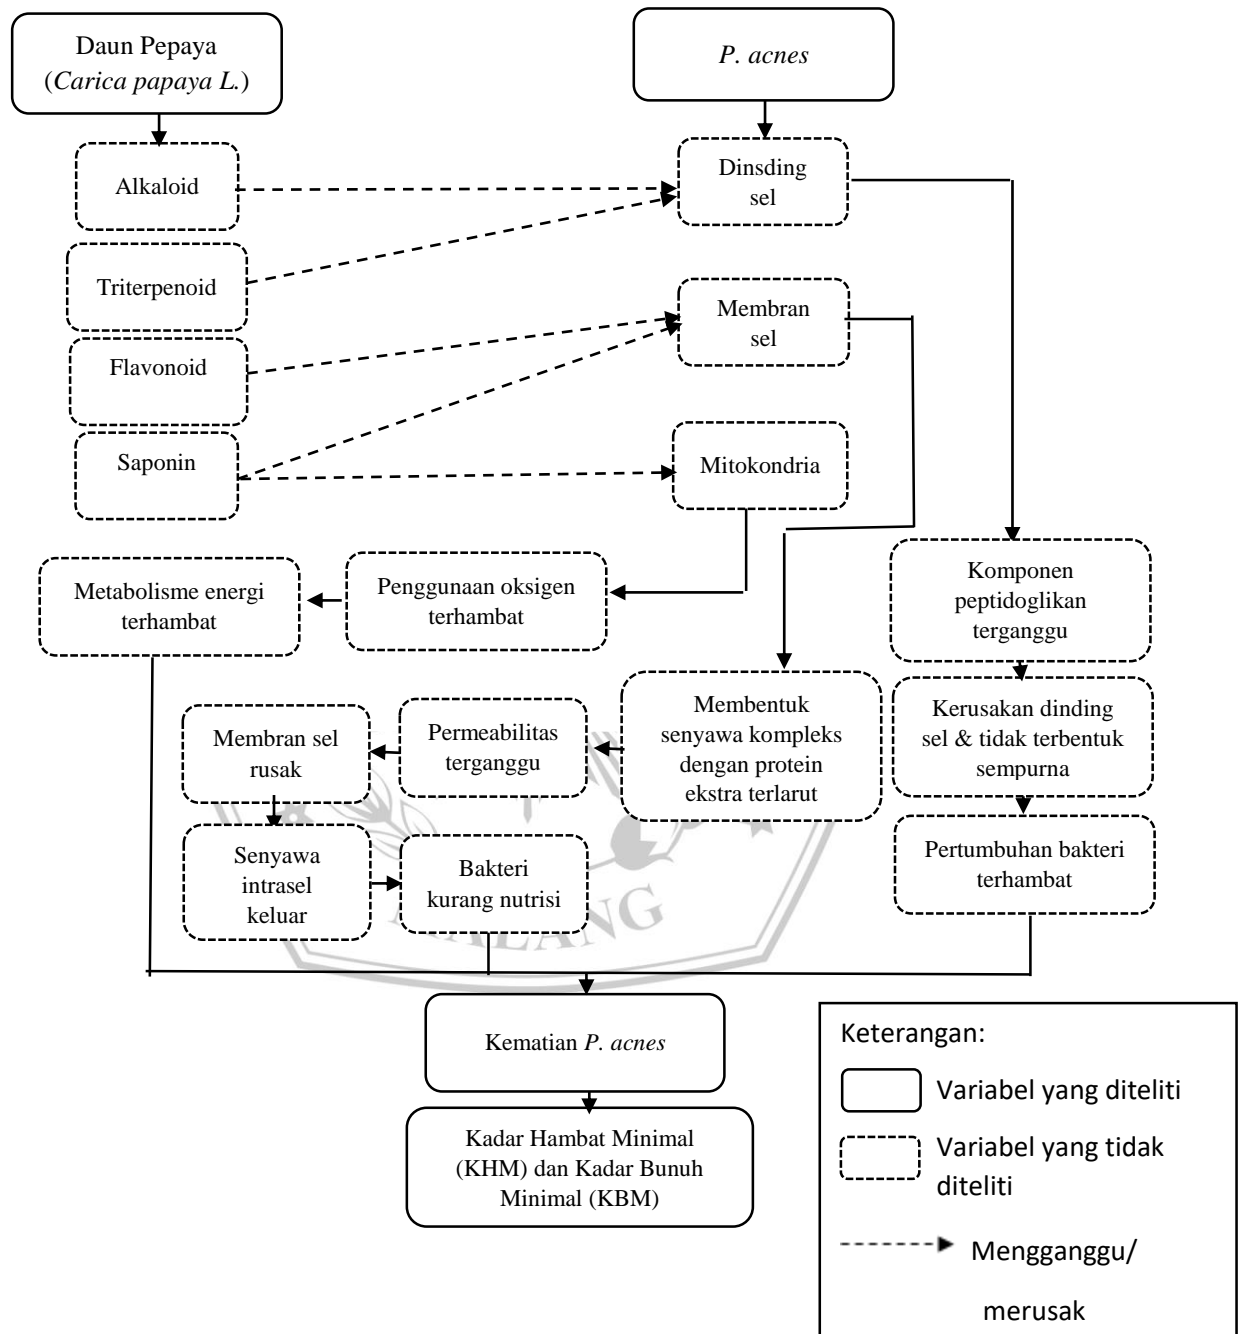 Daun Pepaya
(Carica papaya L.)
P. acnes
Alkaloid
Dinsding
sel
Triterpenoid
Membran
sel
Flavonoid
Saponin
Mitokondria
Metabolisme energi
terhambat
Penggunaan oksigen
terhambat
Komponen
peptidoglikan
terganggu
Membran sel
rusak
Permeabilitas
terganggu
Membentuk
senyawa kompleks
dengan protein
ekstra terlarut
Kerusakan dinding
sel & tidak terbentuk
sempurna
Senyawa
intrasel
keluar
Bakteri
kurang nutrisi
Pertumbuhan bakteri
terhambat
MALANG
Kematian P. acnes
Kadar Hambat Minimal
(KHM) dan Kadar Bunuh
Minimal (KBM)
Keterangan:
Variabel yang diteliti
Variabel yang tidak
diteliti
Mengganggu/
merusak